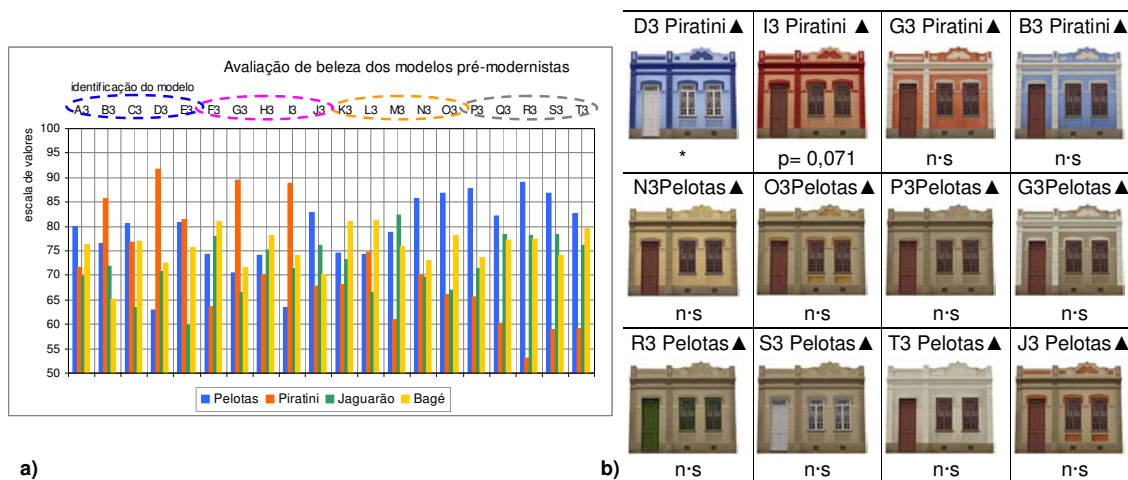 Avaliação de beleza dos modelos pré-modernistas
identificação do modelo
A3 B3 C3 D3 E3 F3 G3 H3 I3 J3 K3 L3 M3 N3 O3 P3 Q3 R3 S3 T3
escala de valores
100
95
90
85
80
75
70
65
60
55
50
Pelotas Piratini Jaguarão Bagé
a)
D3 Piratini▲ I3 Piratini ▲ G3 Piratini▲ B3 Piratini▲
* p= 0,071 n·s n·s
N3Pelotas▲ O3Pelotas▲ P3Pelotas▲ G3Pelotas▲
n·s n·s n·s n·s
R3 Pelotas▲ S3 Pelotas▲ T3 Pelotas▲ J3 Pelotas▲
n·s n·s n·s n·s
b)